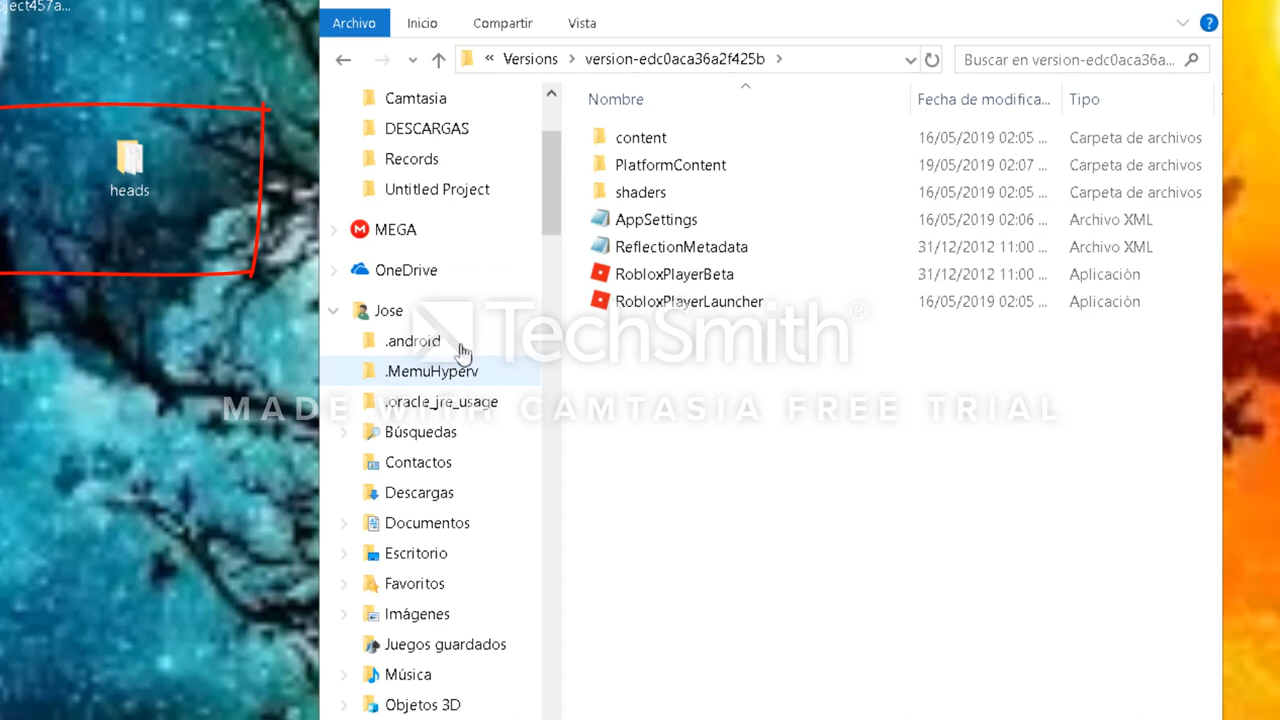 ject457a...
heads
Archivo Inicio Compartir Vista
« Versions > version-edc0aca36a2f425b >
Buscar en version-edc0aca36a...
Camtasia
DESCARGAS
Records
Untitled Project
MEGA
OneDrive
Jose
.android
.MemuHyperv
.oracle_jre_usage
Búsquedas
Contactos
Descargas
Documentos
Escritorio
Favoritos
Imágenes
Juegos guardados
Música
Objetos 3D
Nombre Fecha de modifica... Tipo
content 16/05/2019 02:05 ... Carpeta de archivos
PlatformContent 19/05/2019 02:07 ... Carpeta de archivos
shaders 16/05/2019 02:05 ... Carpeta de archivos
AppSettings 16/05/2019 02:06 ... Archivo XML
ReflectionMetadata 31/12/2012 11:00 ... Archivo XML
RobloxPlayerBeta 31/12/2012 11:00 ... Aplicación
RobloxPlayerLauncher 16/05/2019 02:05 ... Aplicación
TechSmith®
MADE WITH CAMTASIA FREE TRIAL